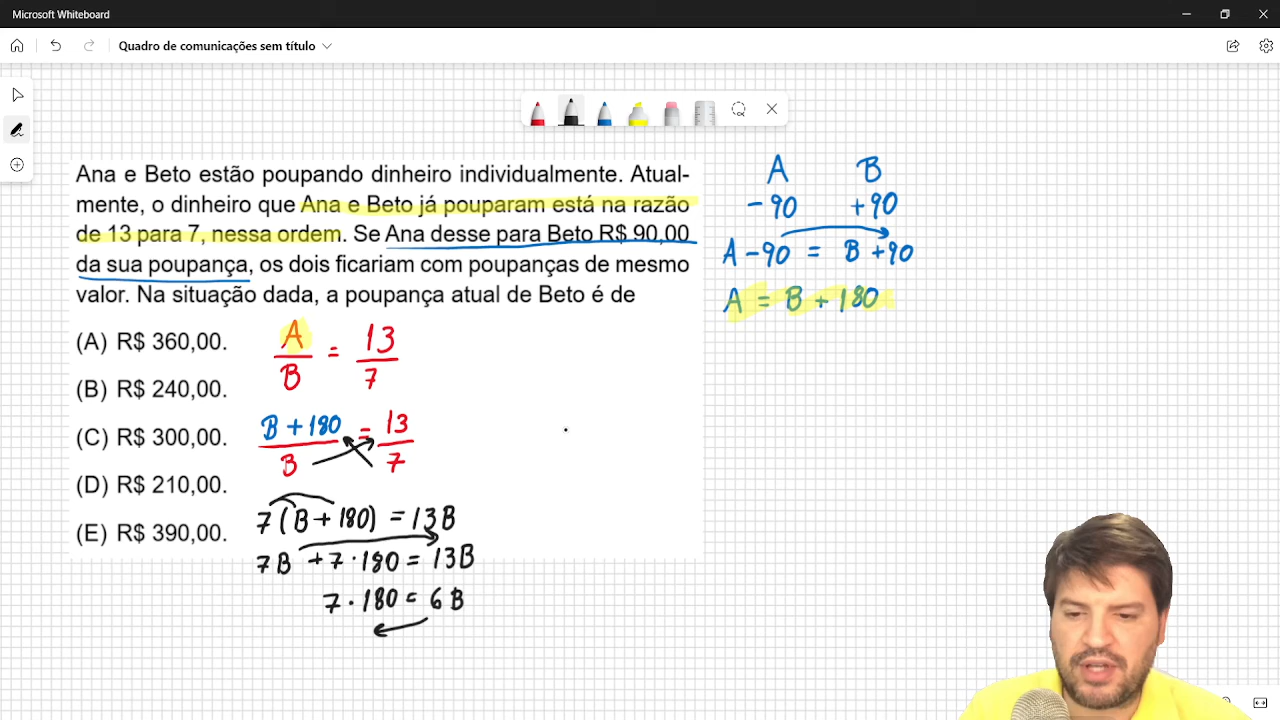 Microsoft Whiteboard
Quadro de comunicações sem título
Ana e Beto estão poupando dinheiro individualmente. Atual-
mente, o dinheiro que Ana e Beto já pouparam está na razão
de 13 para 7, nessa ordem. Se Ana desse para Beto R$ 90,00
da sua poupança, os dois ficariam com poupanças de mesmo
valor. Na situação dada, a poupança atual de Beto é de
(A) R$ 360,00.
(B) R$ 240,00.
(C) R$ 300,00.
(D) R$ 210,00.
(E) R$ 390,00.
A/B = 13/7
B + 180/B = 13/7
7(B + 180) = 13B
7B + 7 · 180 = 13B
7 · 180 = 6B
A B
-90 +90
A - 90 = B + 90
A = B + 180